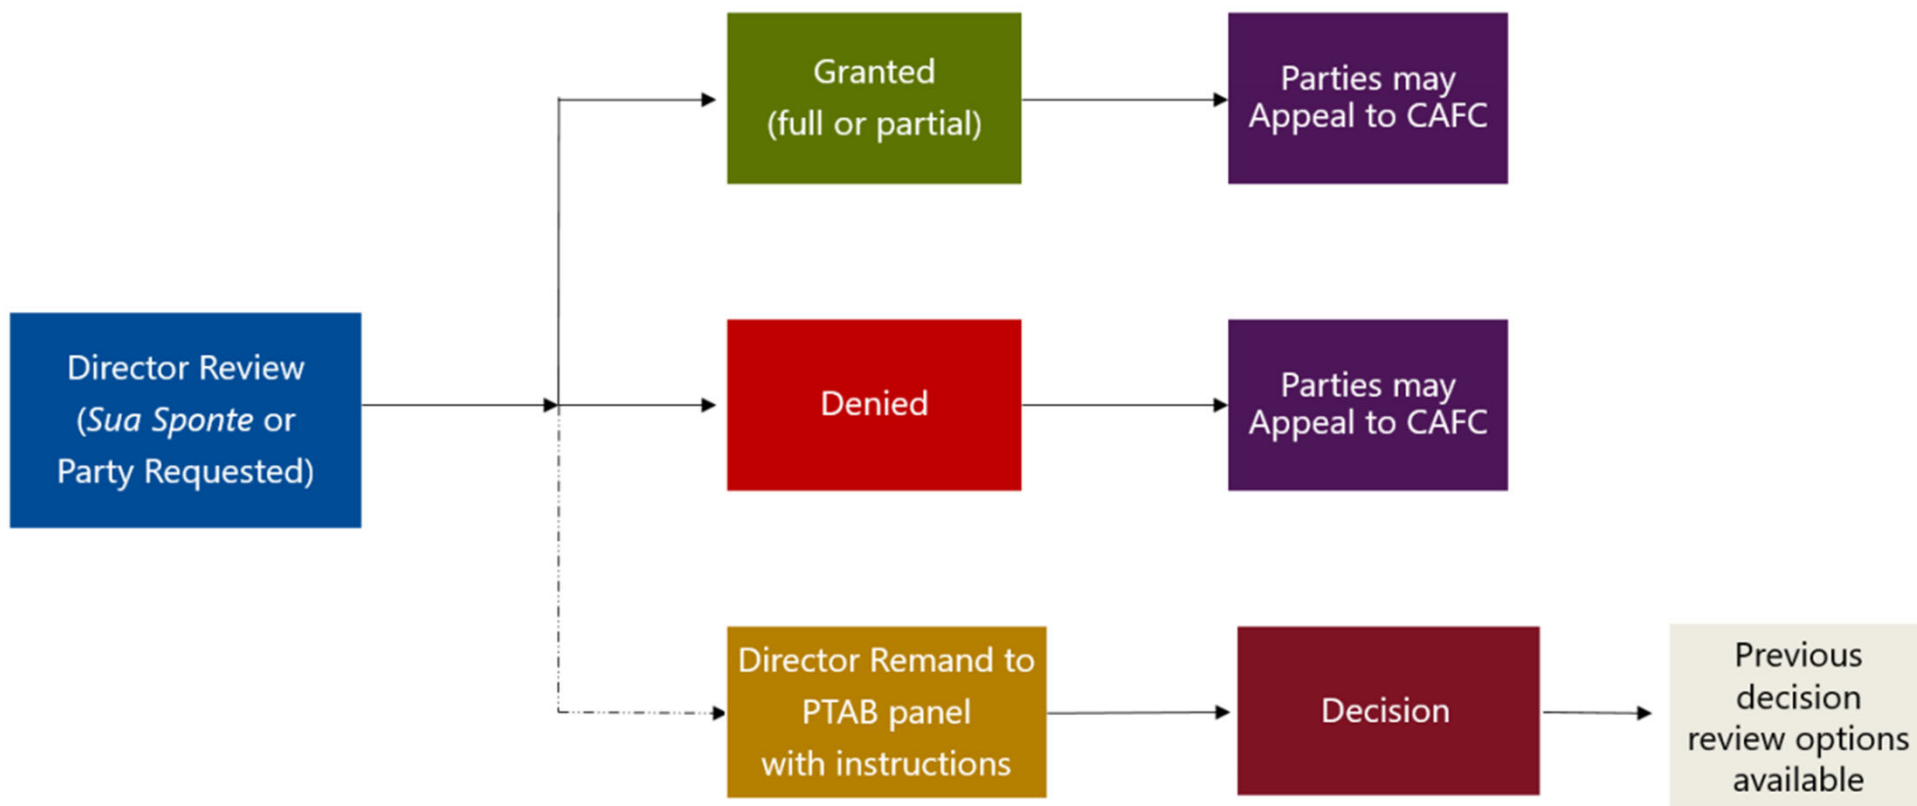 Granted
(full or partial)
Parties may
Appeal to CAFC
Director Review
(Sua Sponte or
Party Requested)
Denied
Parties may
Appeal to CAFC
Director Remand to
PTAB panel
with instructions
Decision
Previous
decision
review options
available